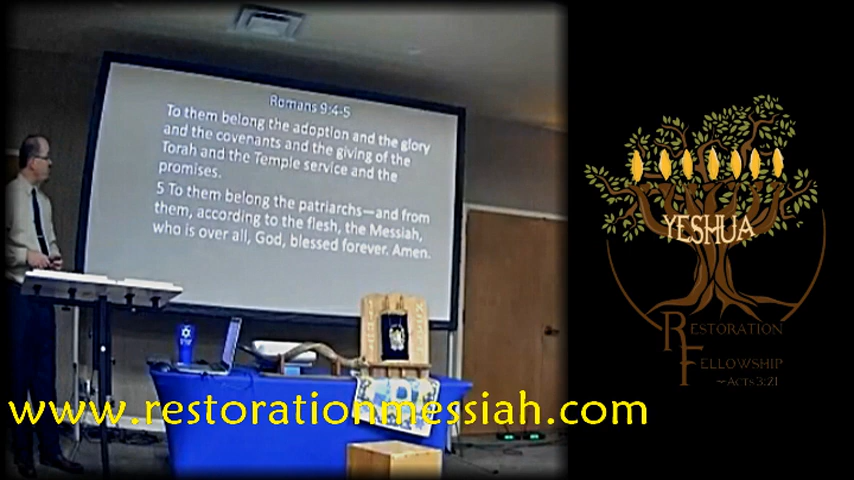 Romans 9:4-5
To them belong the adoption and the glory
and the covenants and the giving of the
Torah and the Temple service and the
promises.
5 To them belong the patriarchs—and from
them, according to the flesh, the Messiah,
who is over all, God, blessed forever. Amen.
www.restorationmessiah.com
YESHUA
RESTORATION
FELLOWSHIP
~ACTS 3:21